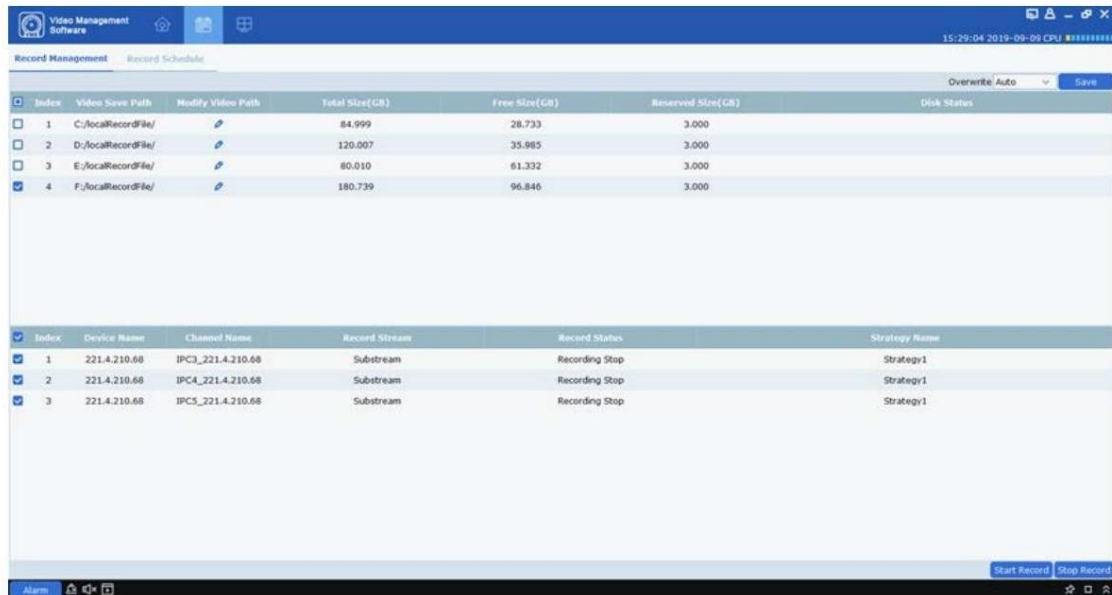 Video Management Software
15:29:04 2019-09-09 CPU
Record Management Record Schedule
Overwrite Auto Save
Index Video Save Path Modify Video Path Total Size(GB) Free Size(GB) Reserved Size(GB) Disk Status
1 C:/localRecordFile/ 84.999 28.733 3.000
2 D:/localRecordFile/ 120.007 35.985 3.000
3 E:/localRecordFile/ 80.010 61.332 3.000
4 F:/localRecordFile/ 180.739 96.846 3.000
Index Device Name Channel Name Record Stream Record Status Strategy Name
1 221.4.210.68 IPC3_221.4.210.68 Substream Recording Stop Strategy1
2 221.4.210.68 IPC4_221.4.210.68 Substream Recording Stop Strategy1
3 221.4.210.68 IPC5_221.4.210.68 Substream Recording Stop Strategy1
Start Record Stop Record
Alarm